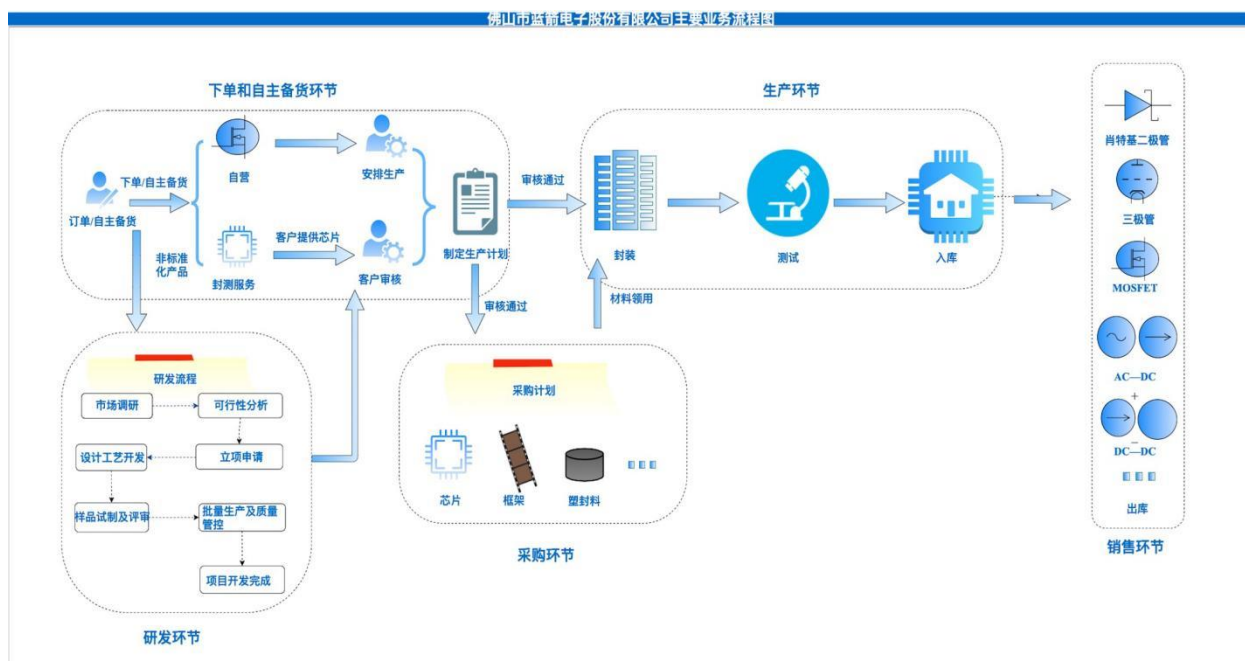 佛山市蓝箭电子股份有限公司主要业务流程图
下单和自主备货环节
订单/自主备货
下单/自主备货
自营
安排生产
非标准
化产品
封测服务
客户提供芯片
客户审核
制定生产计划
审核通过
审核通过
生产环节
封装
测试
入库
材料领用
研发流程
市场调研
可行性分析
设计工艺开发
立项申请
样品试制及评审
批量生产及质量
管控
项目开发完成
研发环节
采购计划
芯片
框架
塑封料
采购环节
肖特基二极管
三极管
MOSFET
AC—DC
+
−
DC—DC
出库
销售环节